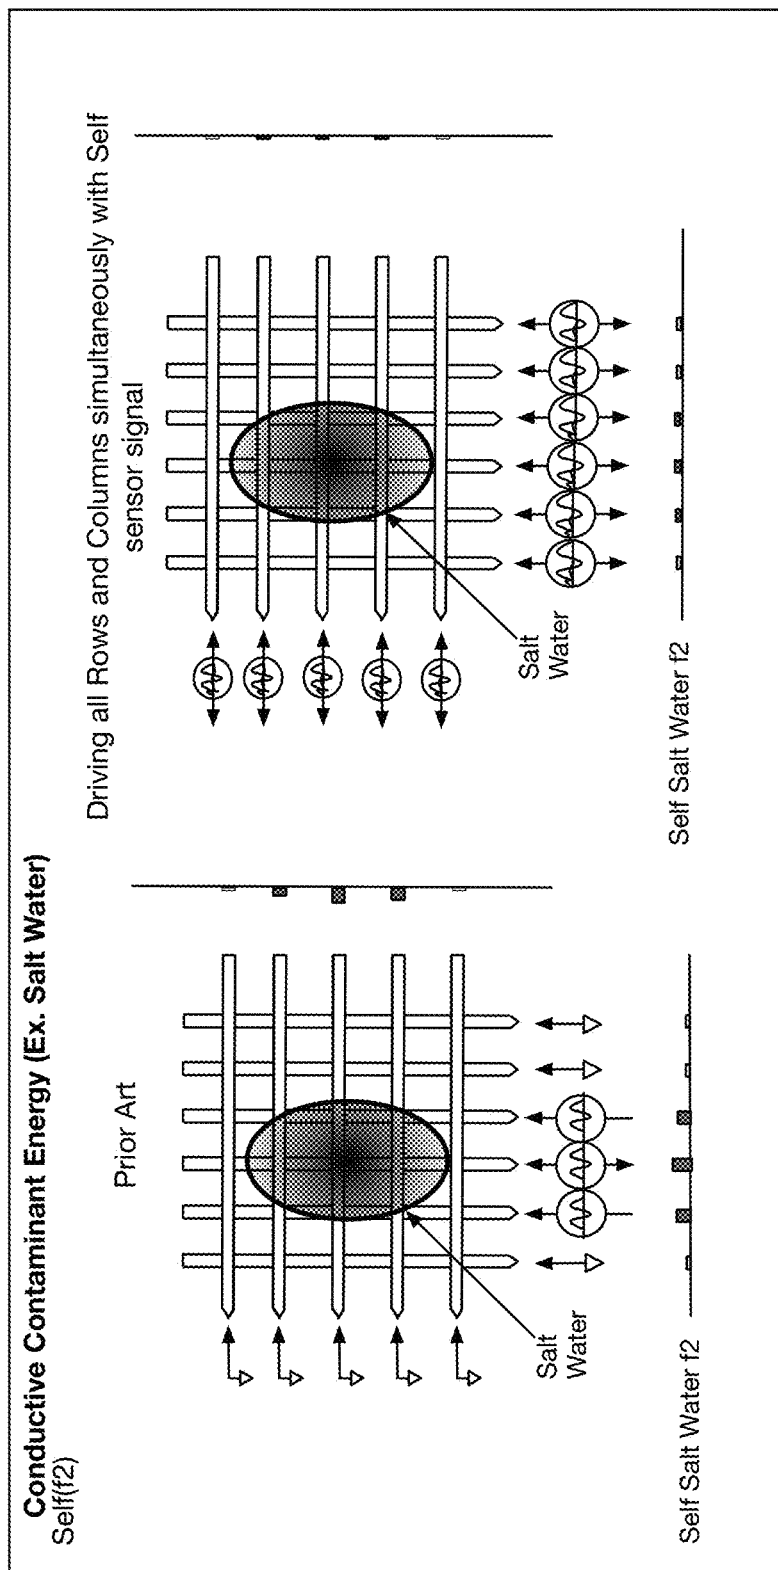 Conductive Contaminant Energy (Ex. Salt Water)
Self(f2)
Prior Art
Salt
Water
Self Salt Water f2
Driving all Rows and Columns simultaneously with Self
sensor signal
Salt
Water
Self Salt Water f2